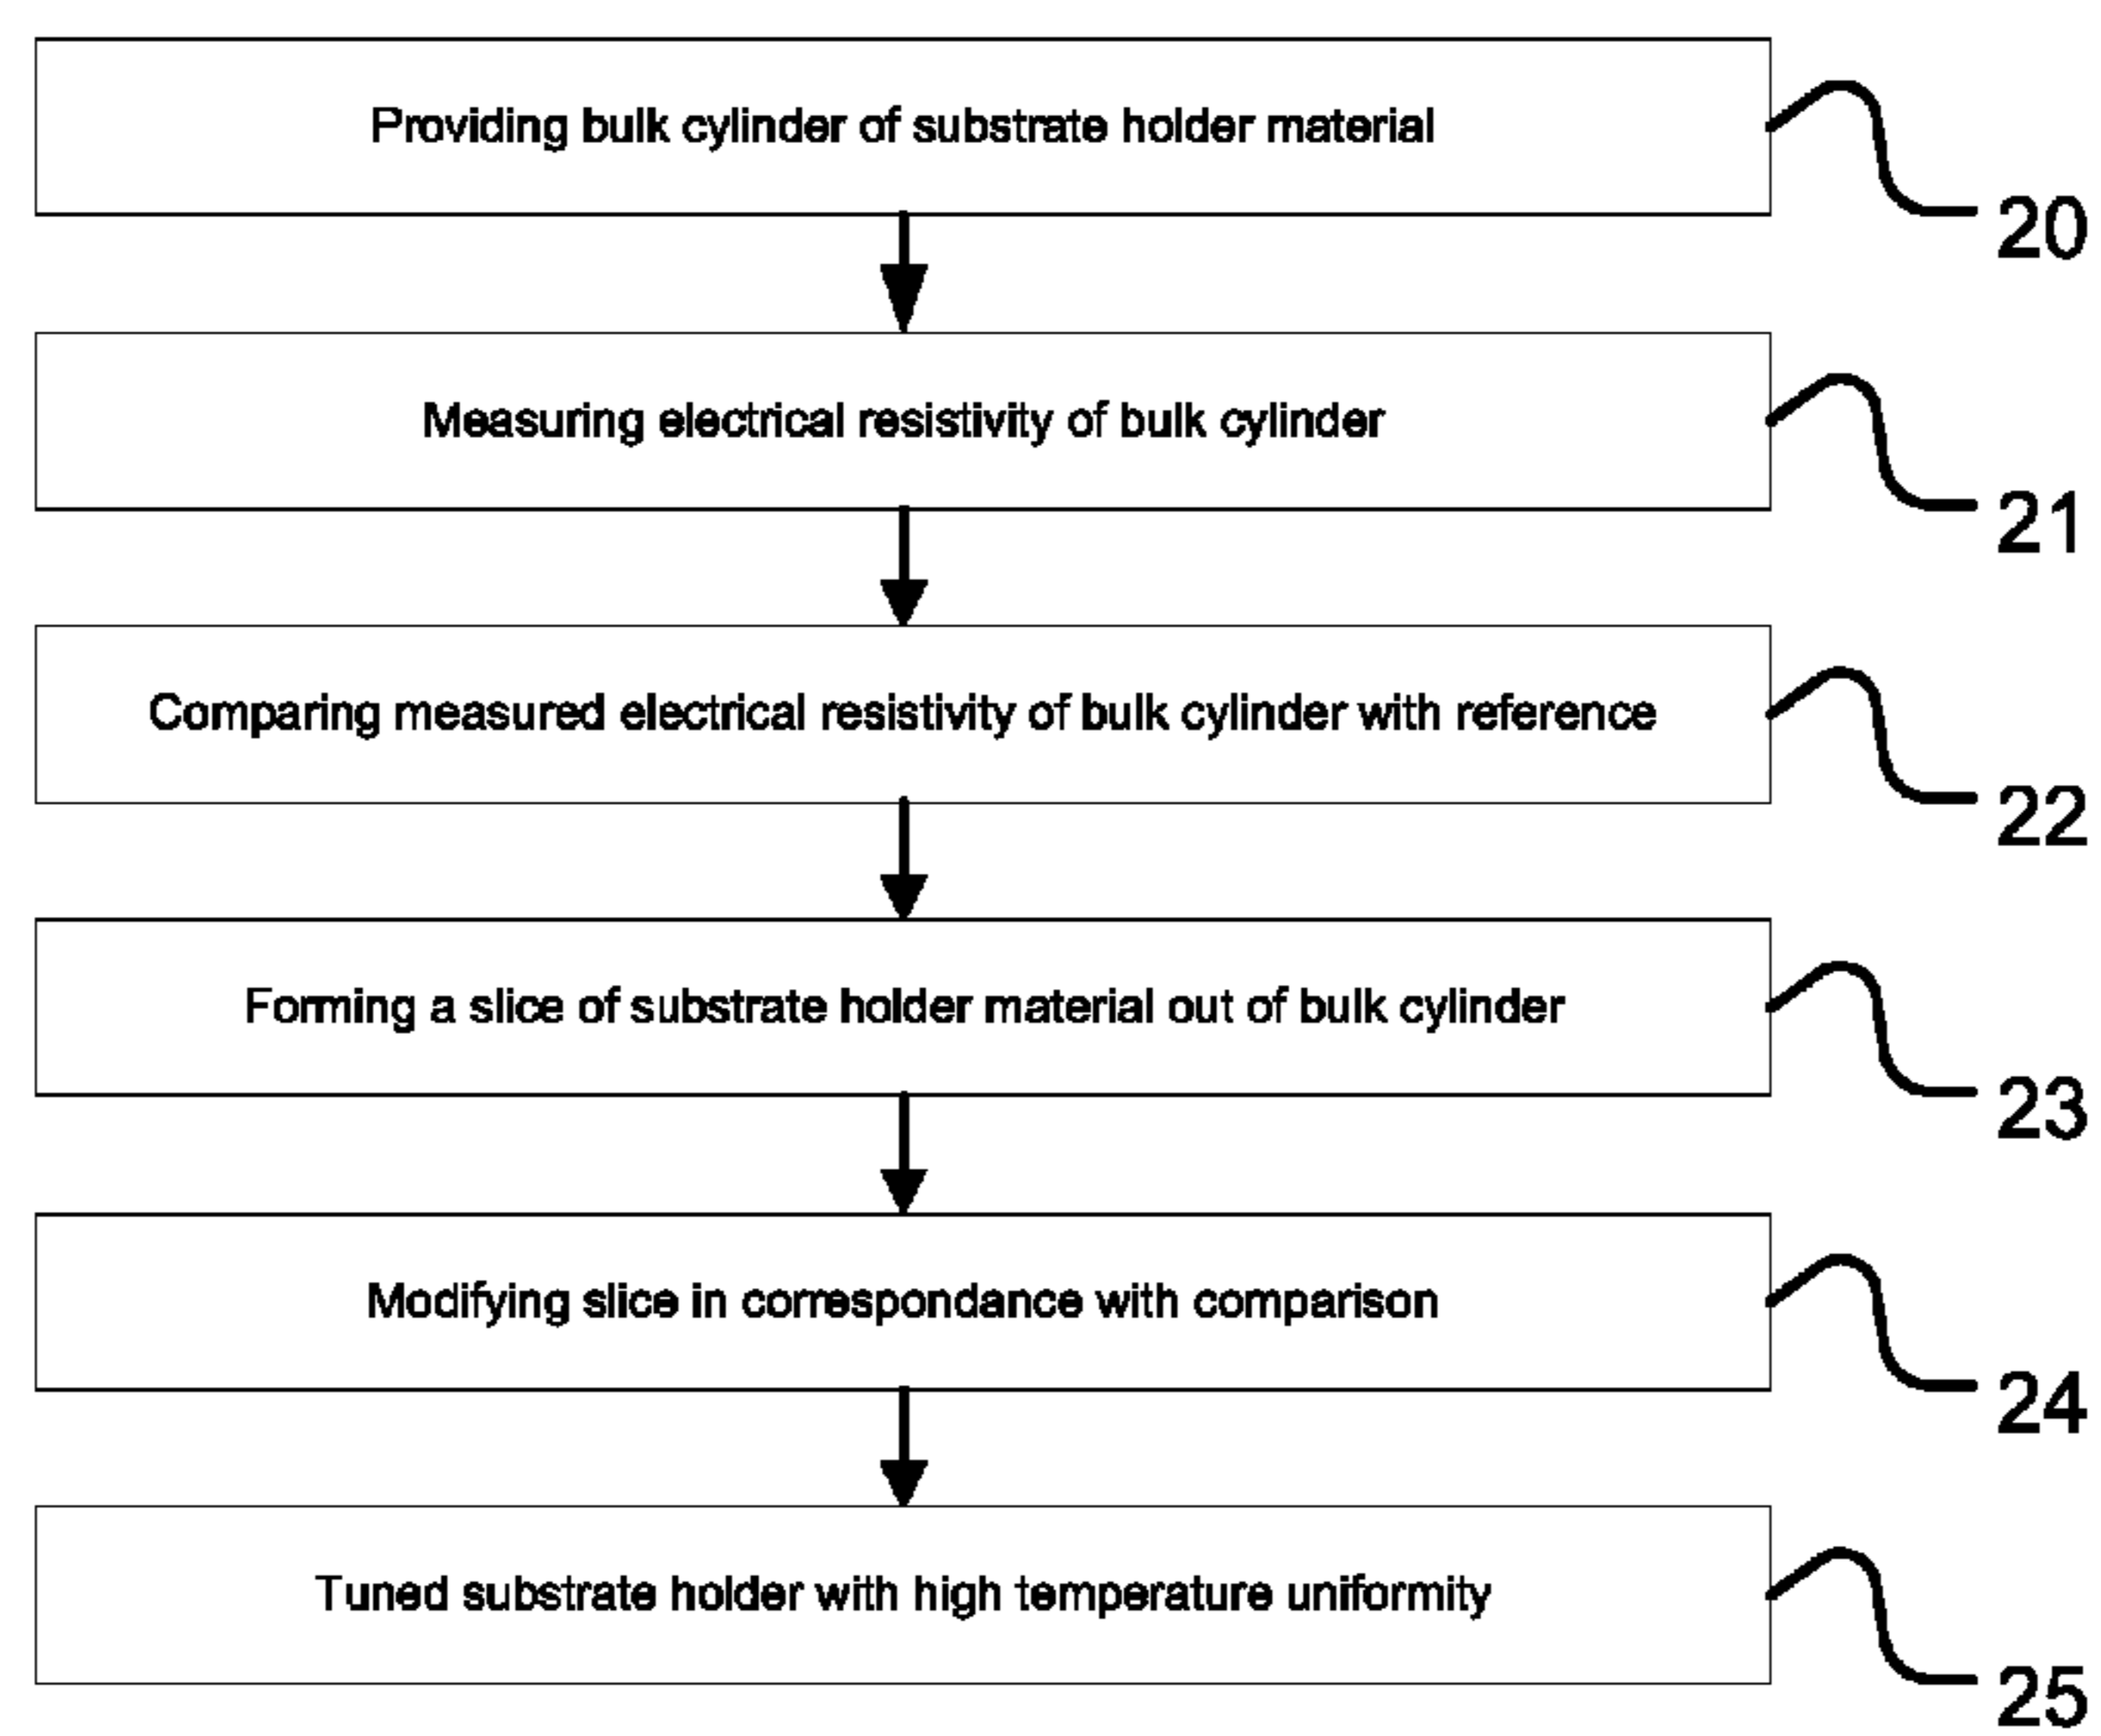 Providing bulk cylinder of substrate holder material
20
Measuring electrical resistivity of bulk cylinder
21
Comparing measured electrical resistivity of bulk cylinder with reference
22
Forming a slice of substrate holder material out of bulk cylinder
23
Modifying slice in correspondance with comparison
24
Tuned substrate holder with high temperature uniformity
25